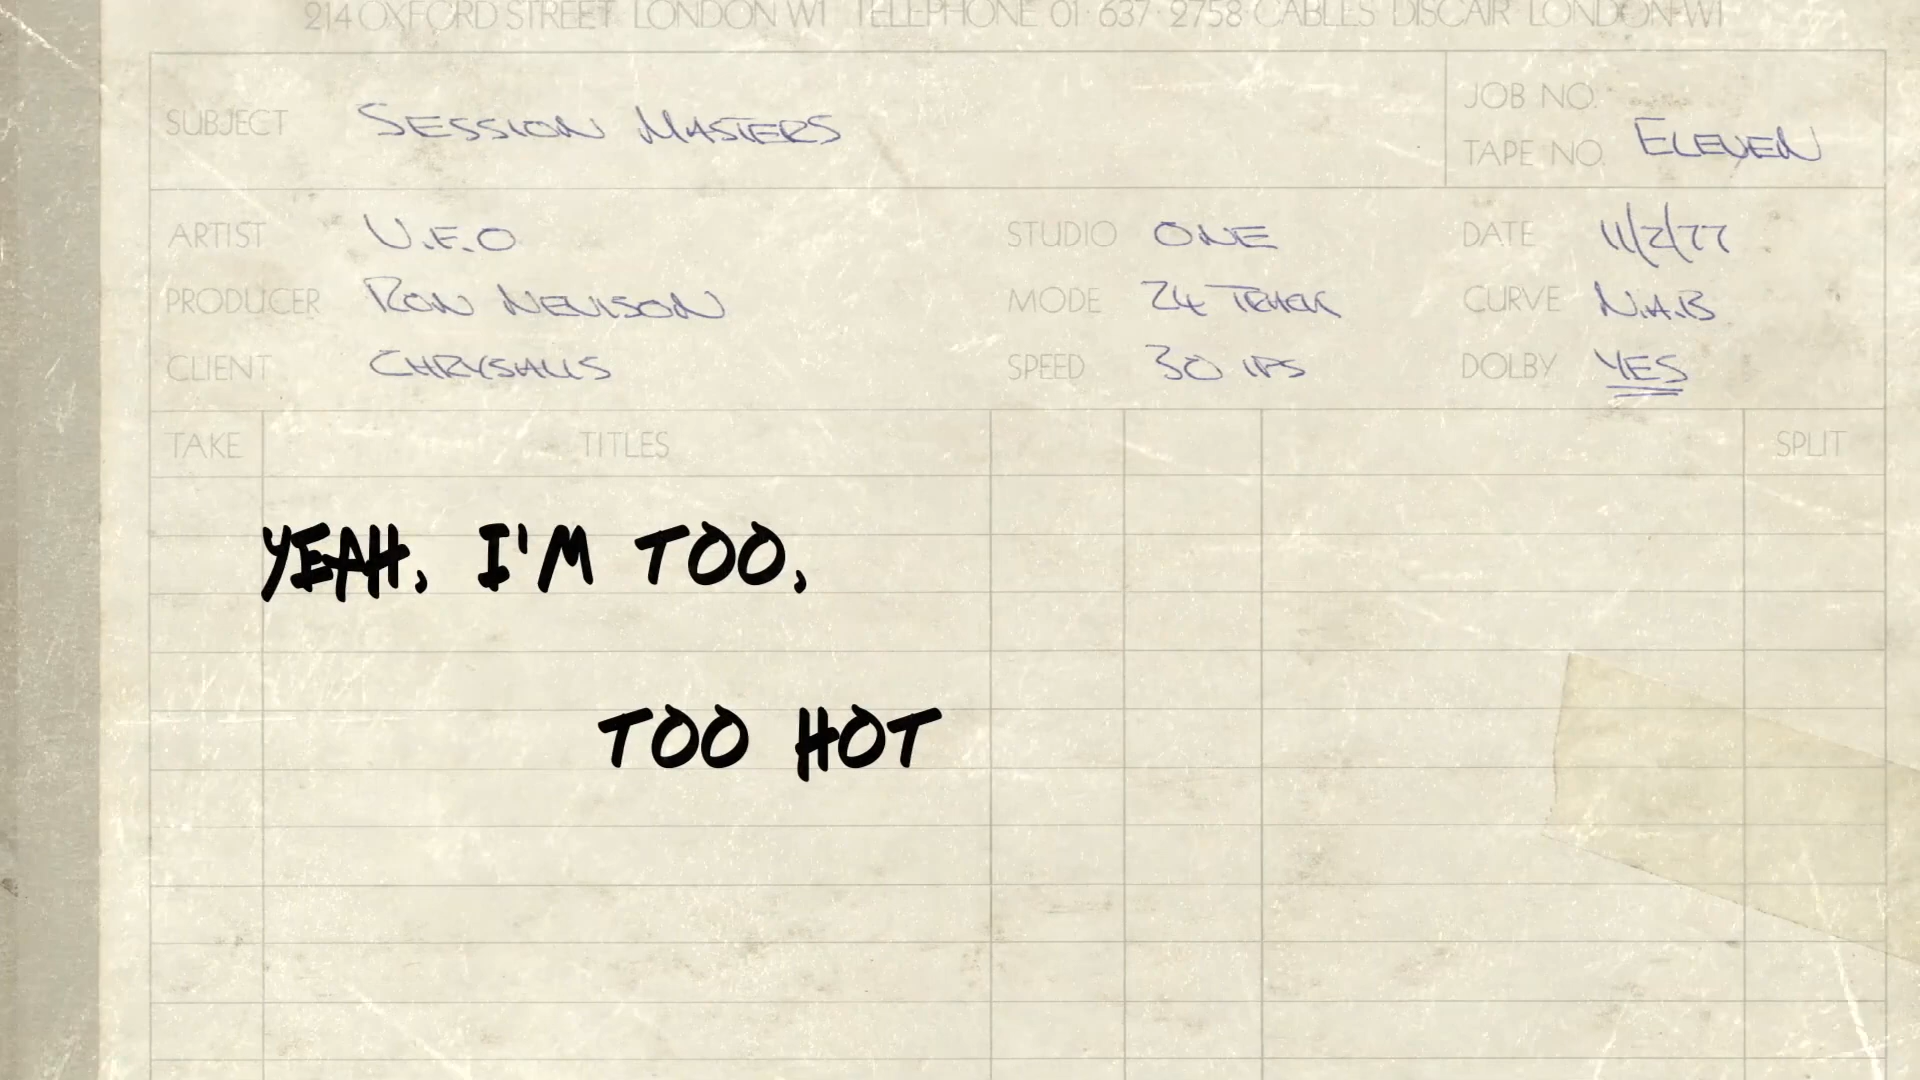 214 OXFORD STREET LONDON W1 TELEPHONE 01·637·2758 CABLES DISCAIR LONDON·W1
SUBJECT SESSION MASTERS
JOB NO.
TAPE NO. ELEVEN
ARTIST U.F.O STUDIO ONE DATE 11/2/77
PRODUCER RON NEVISON MODE 24 TRACK CURVE N.A.B
CLIENT CHRYSALIS SPEED 30 IPS DOLBY YES
TAKE TITLES SPLIT
YEAH, I'M TOO,
TOO HOT